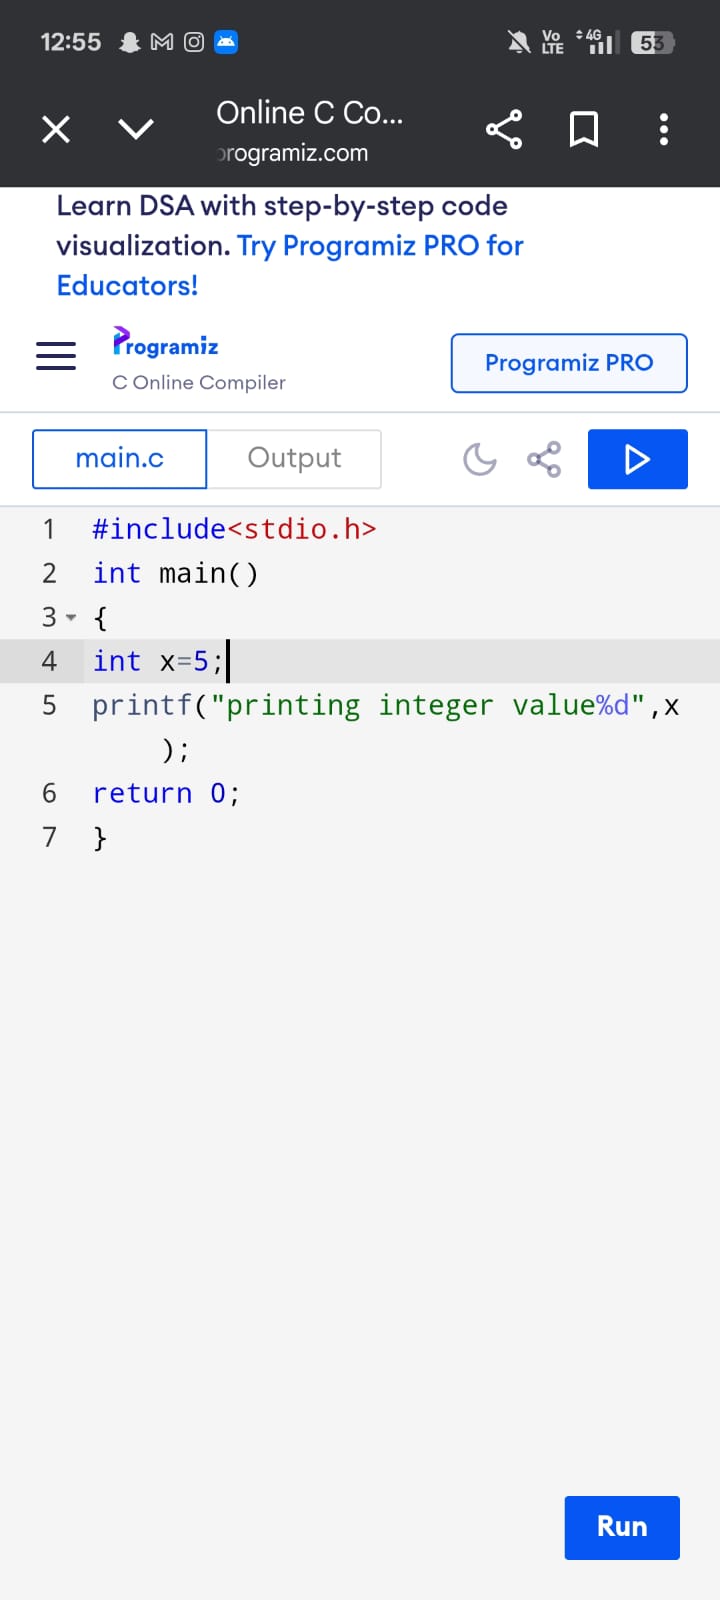 12:55
Vo LTE 4G 53
Online C Co...
programiz.com
Learn DSA with step-by-step code
visualization. Try Programiz PRO for
Educators!
Programiz
C Online Compiler
Programiz PRO
main.c
Output
1 #include<stdio.h>
2 int main()
3 {
4 int x=5;
5 printf("printing integer value%d",x
);
6 return 0;
7 }
Run